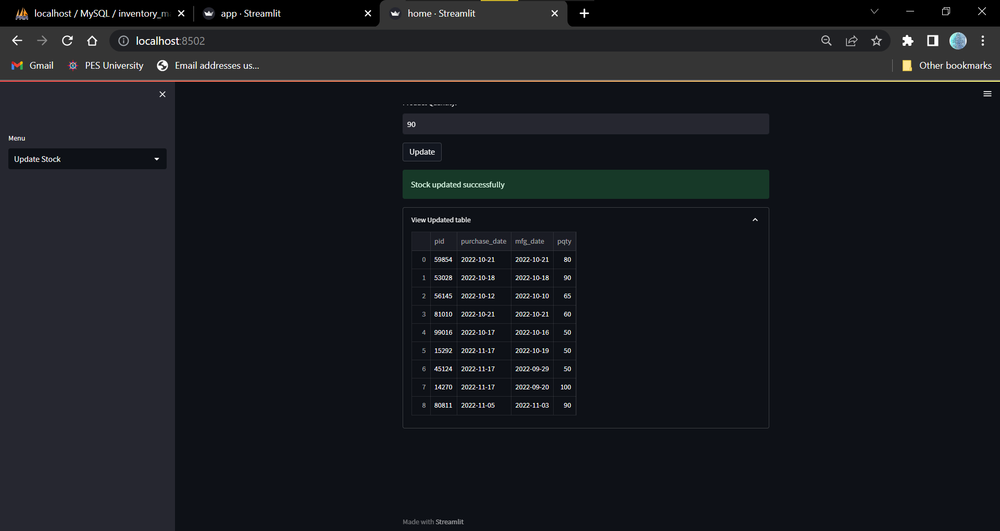 localhost / MySQL / inventory_ma
app · Streamlit
home · Streamlit
localhost:8502
Gmail
PES University
Email addresses us...
Other bookmarks
Menu
Update Stock
Product Quantity:
90
Update
Stock updated successfully
View Updated table
pid purchase_date mfg_date pqty
0 59854 2022-10-21 2022-10-21 80
1 53028 2022-10-18 2022-10-18 90
2 56145 2022-10-12 2022-10-10 65
3 81010 2022-10-21 2022-10-21 60
4 99016 2022-10-17 2022-10-16 50
5 15292 2022-11-17 2022-10-19 50
6 45124 2022-11-17 2022-09-29 50
7 14270 2022-11-17 2022-09-20 100
8 80811 2022-11-05 2022-11-03 90
Made with Streamlit